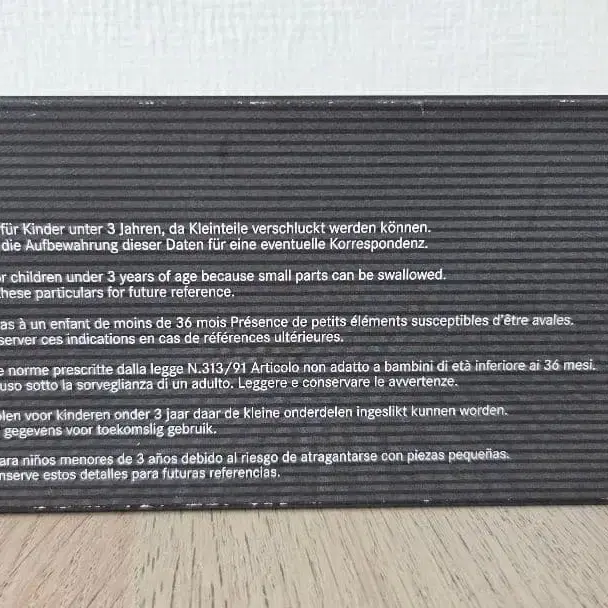 für Kinder unter 3 Jahren, da Kleinteile verschluckt werden können.
die Aufbewahrung dieser Daten für eine eventuelle Korrespondenz.
r children under 3 years of age because small parts can be swallowed.
hese particulars for future reference.
as à un enfant de moins de 36 mois Présence de petits éléments susceptibles d'être avales.
server ces indications en cas de références ultérieures.
e norme prescritte dalla legge N.313/91 Articolo non adatto a bambini di età inferiore ai 36 mesi.
uso sotto la sorveglianza di un adulto. Leggere e conservare le avvertenze.
len voor kinderen onder 3 jaar daar de kleine onderdelen ingeslikt kunnen worden.
gegevens voor toekomslig gebruik.
ara niños menores de 3 años debido al riesgo de atragantarse con piezas pequeñas.
nserve estos detalles para futuras referencias.